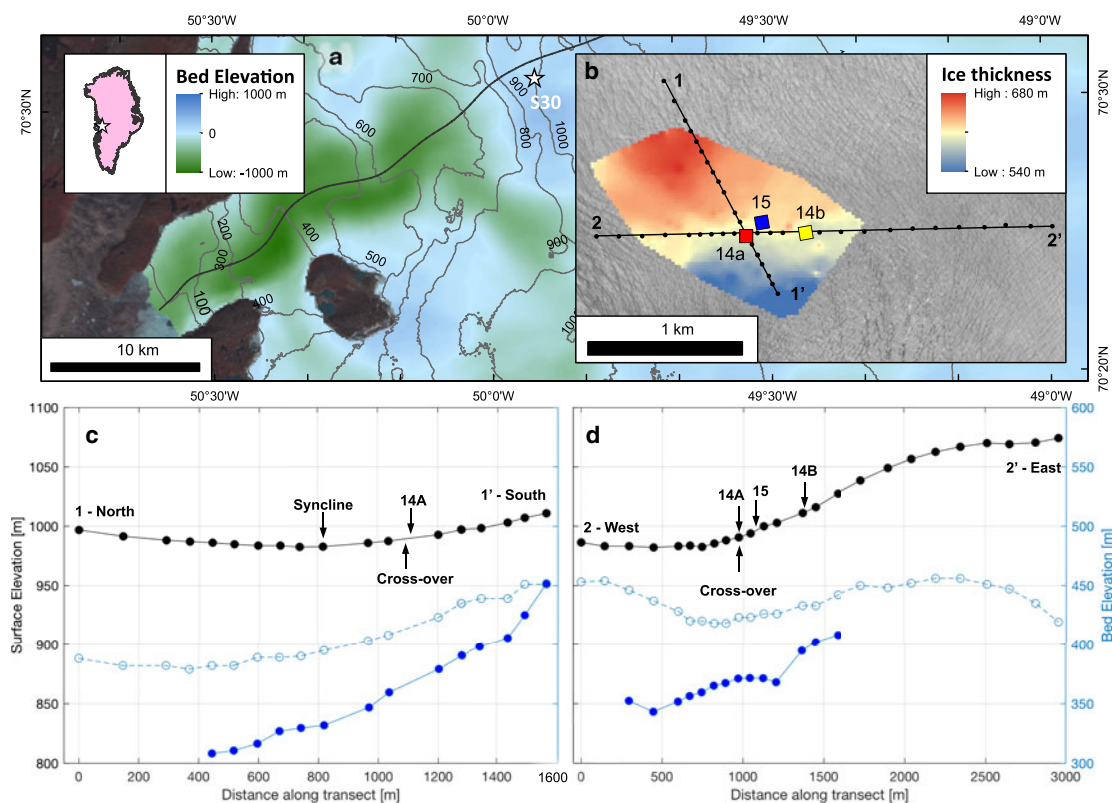 50°30'W
50°0'W
49°30'W
49°0'W
70°30'N
70°30'N
70°20'N
a
Bed Elevation
High: 1000 m
0
Low: -1000 m
700
600
900
S30
800
1000
200
300
400
500
100
400
900
100
10 km
b
Ice thickness
High : 680 m
Low : 540 m
1
15
14b
2
14a
2'
1'
1 km
50°30'W
50°0'W
49°30'W
49°0'W
c
1100
1050
1000
950
900
850
800
Surface Elevation [m]
1 - North
Syncline
14A
1' - South
Cross-over
0
200
400
600
800
1000
1200
1400
1600
Distance along transect [m]
d
2 - West
14A
15
14B
2' - East
Cross-over
600
550
500
450
400
350
300
Bed Elevation [m]
0
500
1000
1500
2000
2500
3000
Distance along transect [m]